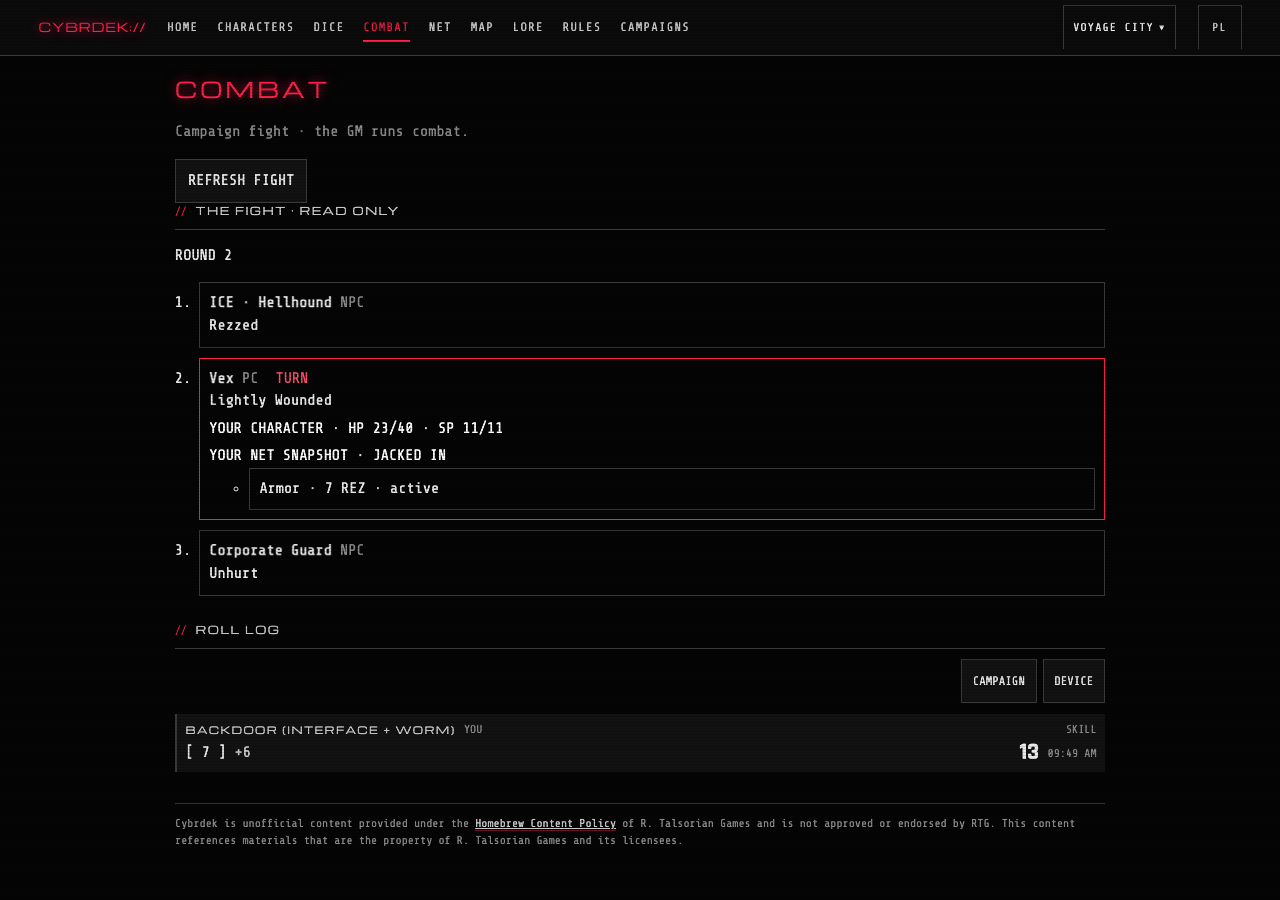 CYBRDEK:// HOME CHARACTERS DICE COMBAT NET MAP LORE RULES CAMPAIGNS VOYAGE CITY ▾ PL
COMBAT
Campaign fight · the GM runs combat.
REFRESH FIGHT
// THE FIGHT · READ ONLY
ROUND 2
1. ICE · Hellhound NPC
Rezzed
2. Vex PC TURN
Lightly Wounded
YOUR CHARACTER · HP 23/40 · SP 11/11
YOUR NET SNAPSHOT · JACKED IN
Armor · 7 REZ · active
3. Corporate Guard NPC
Unhurt
// ROLL LOG
CAMPAIGN DEVICE
BACKDOOR (INTERFACE + WORM) YOU SKILL
[ 7 ] +6 13 09:49 AM
Cybrdek is unofficial content provided under the Homebrew Content Policy of R. Talsorian Games and is not approved or endorsed by RTG. This content
references materials that are the property of R. Talsorian Games and its licensees.